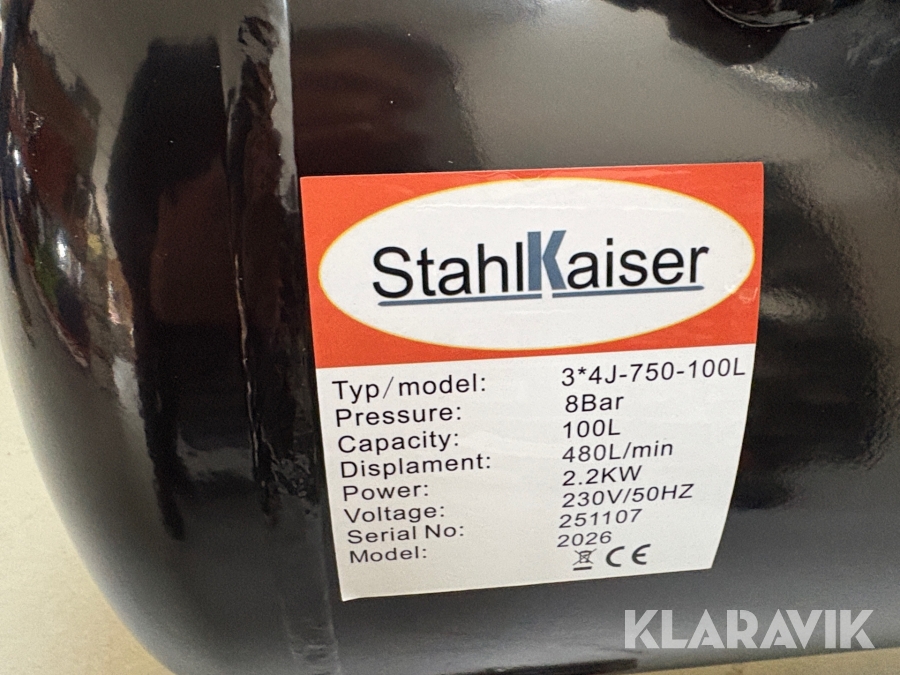 StahlKaiser
Typ/model: 3*4J-750-100L
Pressure: 8Bar
Capacity: 100L
Displament: 480L/min
Power: 2.2KW
Voltage: 230V/50HZ
Serial No: 251107
Model: 2026
CE
KLARAVIK